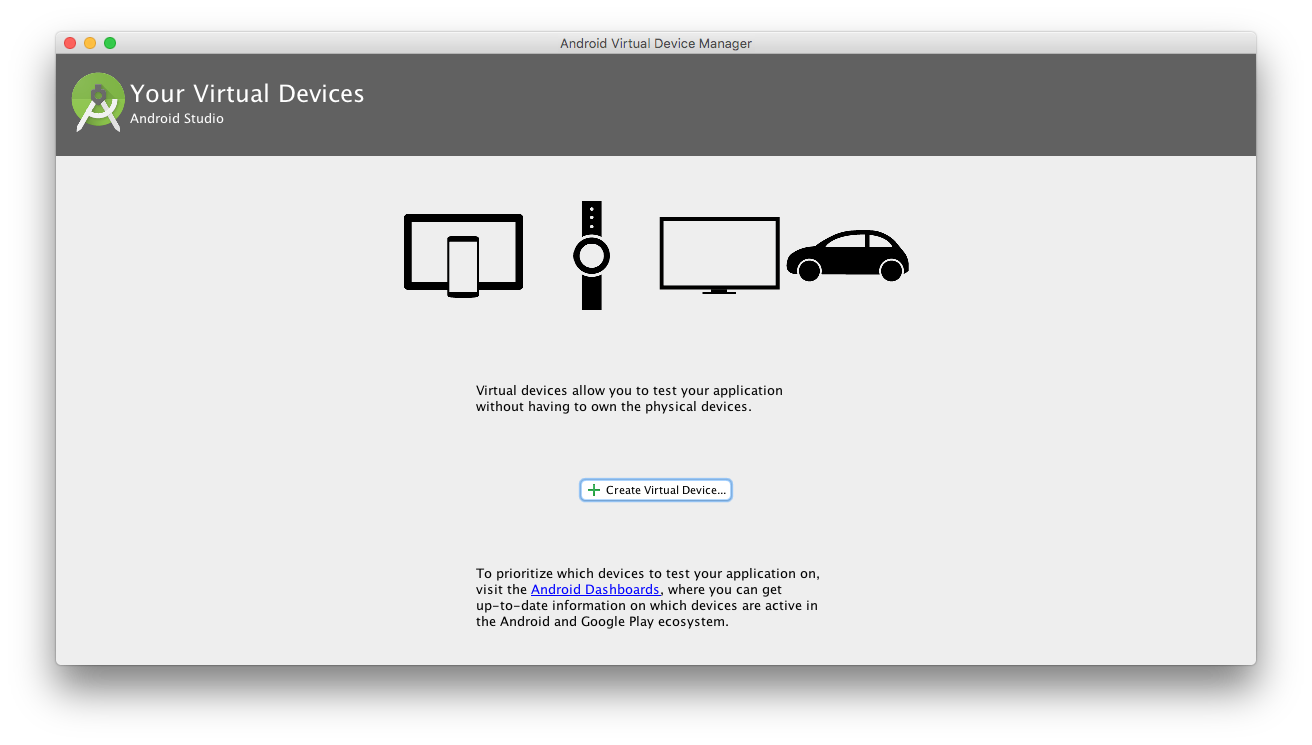 Android Virtual Device Manager
Your Virtual Devices
Android Studio
Virtual devices allow you to test your application
without having to own the physical devices.
Create Virtual Device...
To prioritize which devices to test your application on,
visit the Android Dashboards, where you can get
up-to-date information on which devices are active in
the Android and Google Play ecosystem.